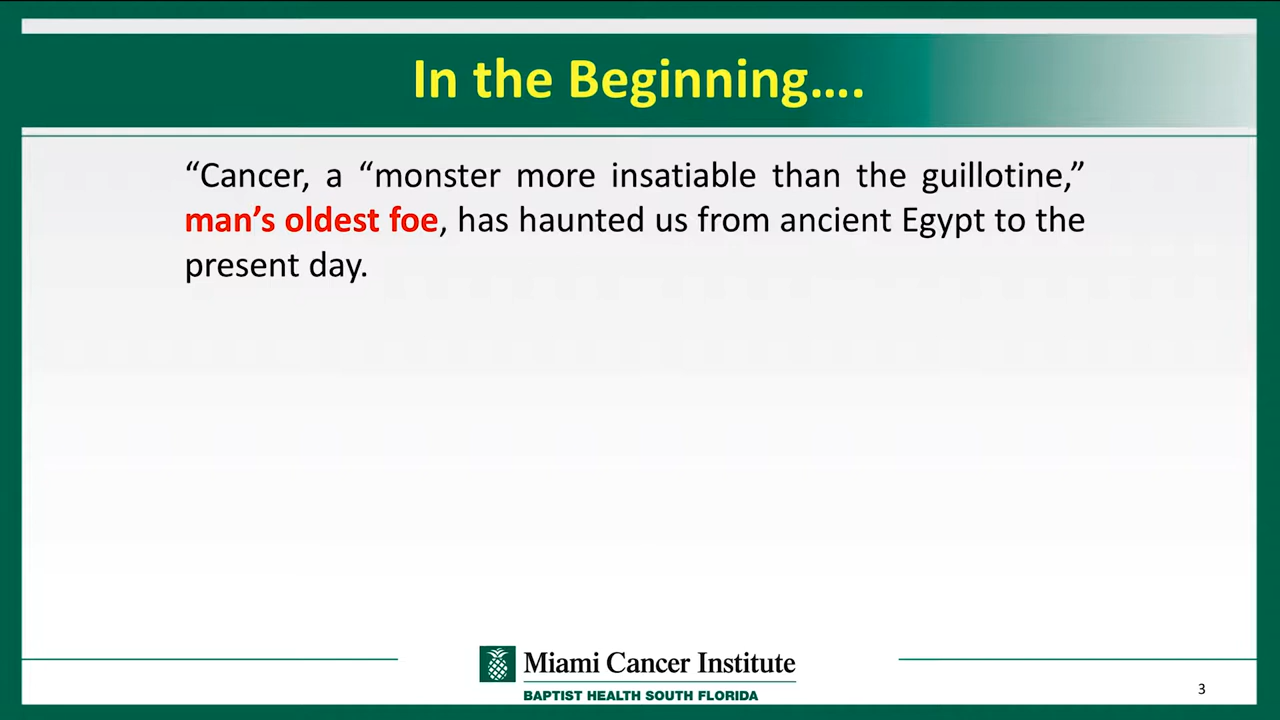 In the Beginning….
“Cancer, a “monster more insatiable than the guillotine,”
man’s oldest foe, has haunted us from ancient Egypt to the
present day.
Miami Cancer Institute
BAPTIST HEALTH SOUTH FLORIDA
3